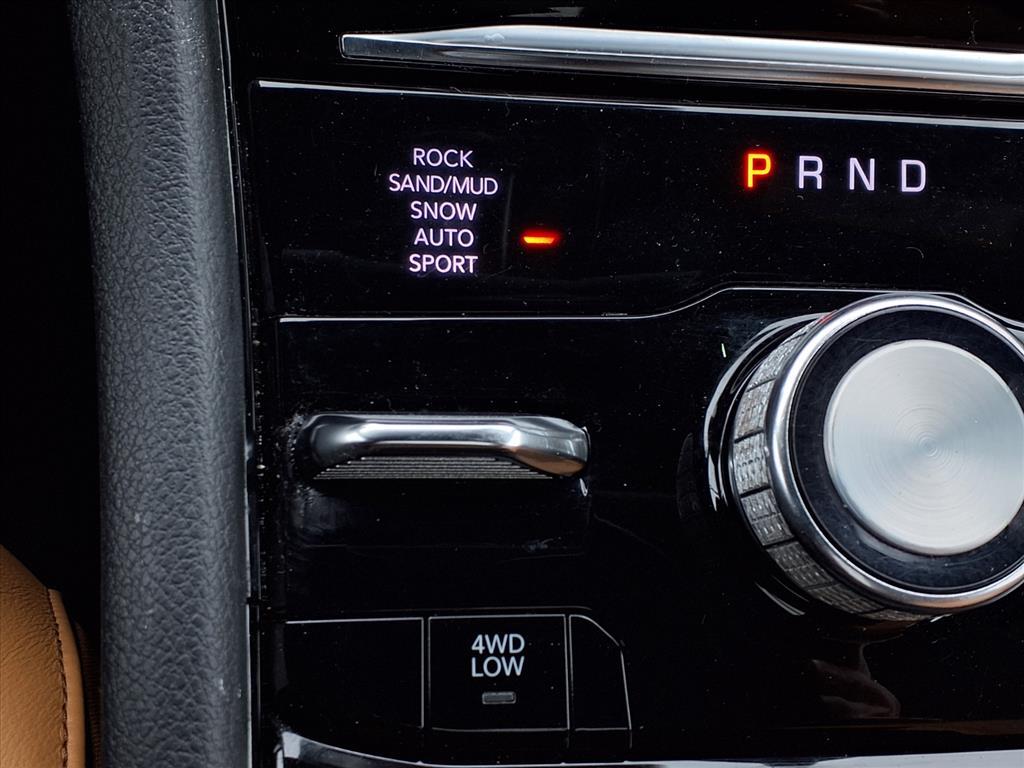 ROCK
SAND/MUD
SNOW
AUTO
SPORT
P R N D
4WD
LOW